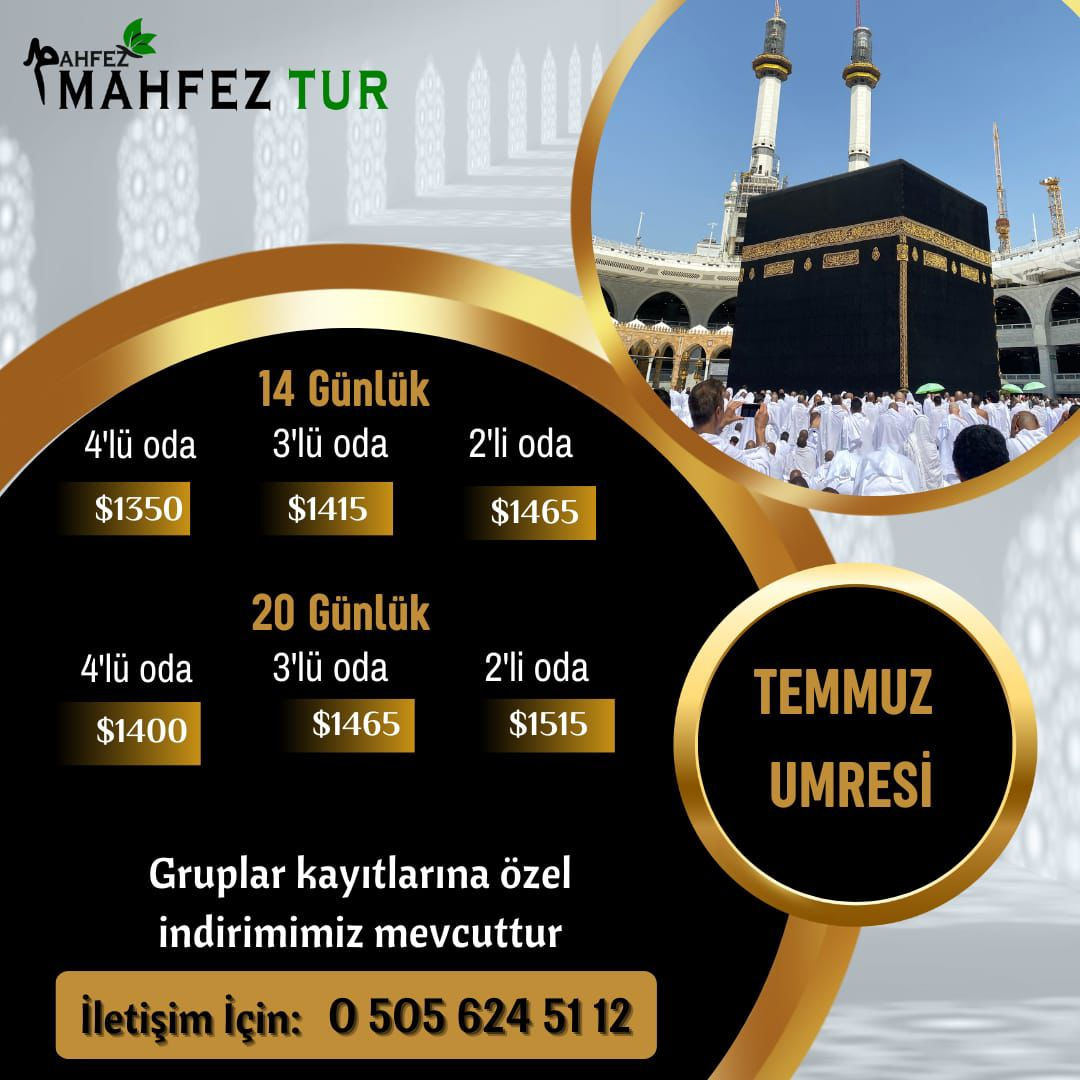 MAHFEZ
MAHFEZ TUR
14 Günlük
4'lü oda 3'lü oda 2'li oda
$1350 $1415 $1465
20 Günlük
4'lü oda 3'lü oda 2'li oda
$1400 $1465 $1515
TEMMUZ
UMRESİ
Gruplar kayıtlarına özel
indirimimiz mevcuttur
İletişim İçin: 0 505 624 51 12